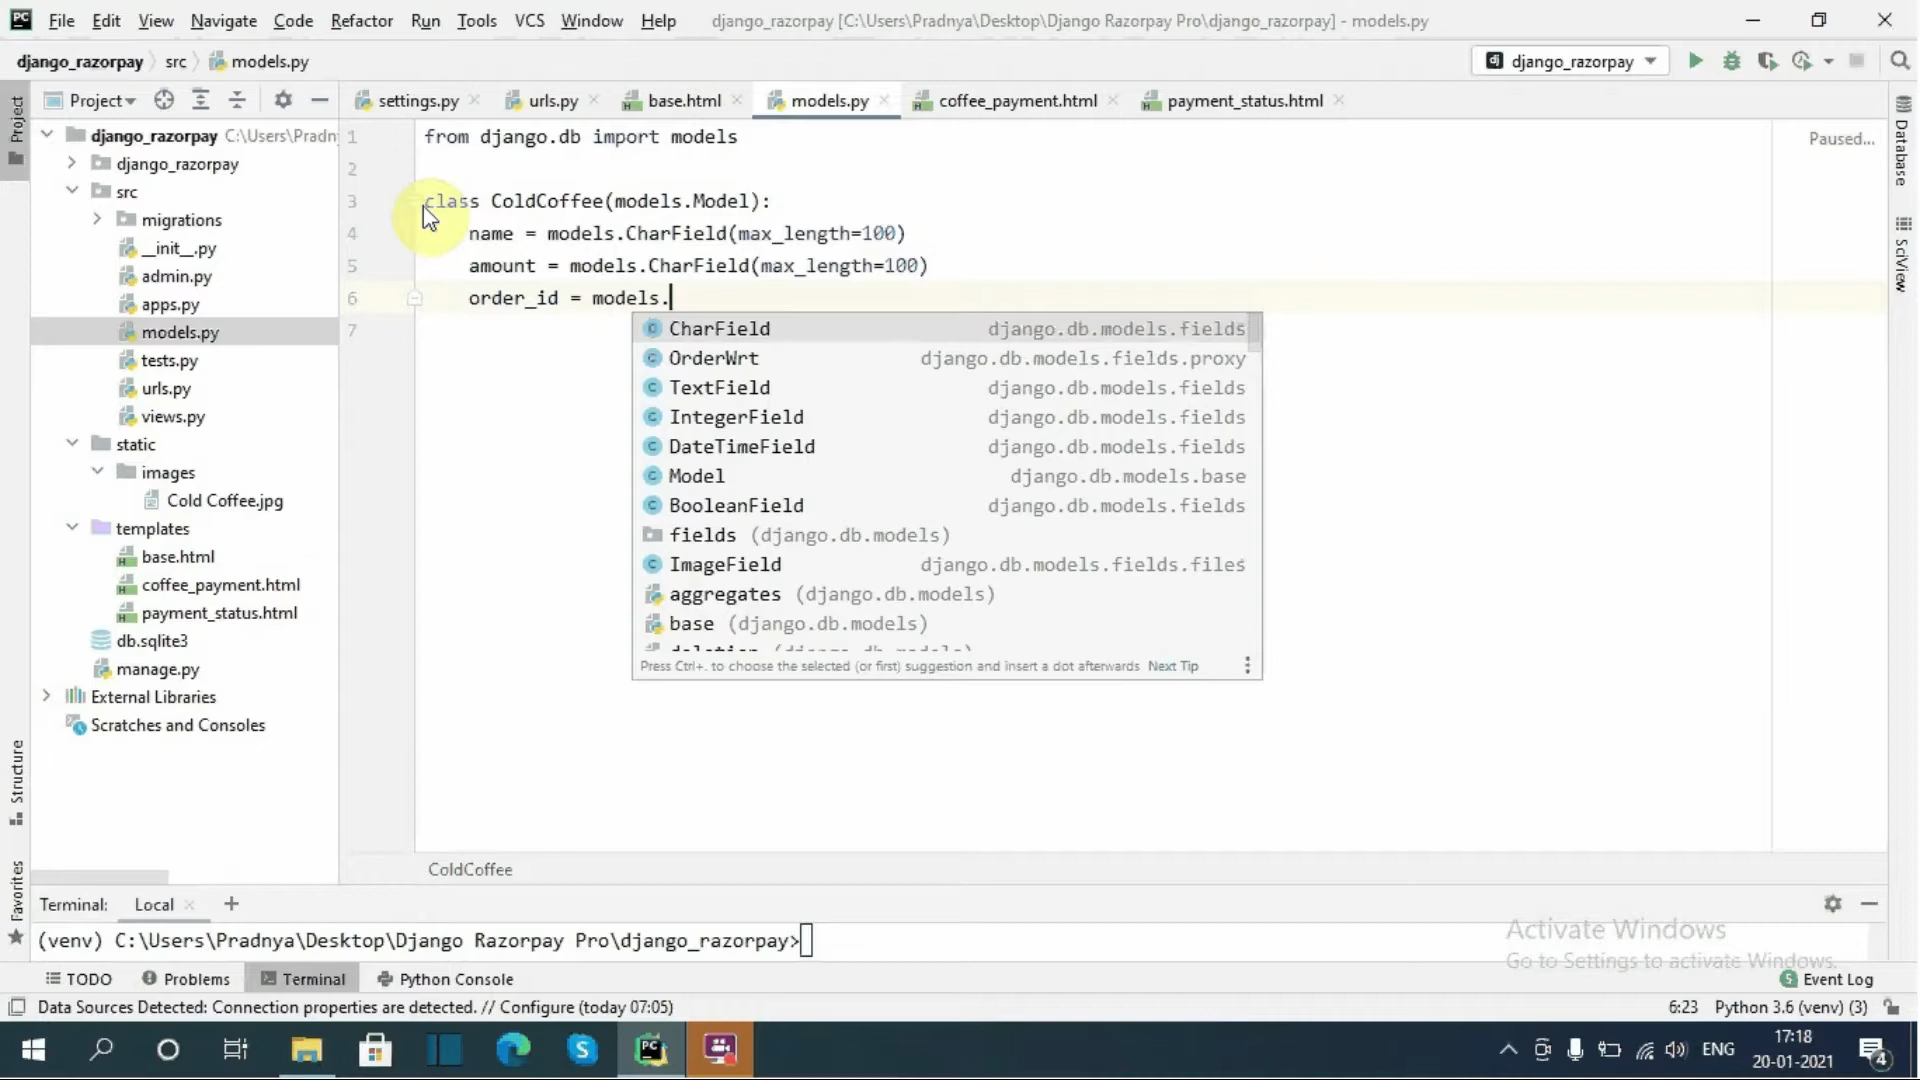 File Edit View Navigate Code Refactor Run Tools VCS Window Help django_razorpay [C:\Users\Pradnya\Desktop\Django Razorpay Pro\django_razorpay] - models.py
django_razorpay src models.py django_razorpay
Project settings.py urls.py base.html models.py coffee_payment.html payment_status.html
Project
Database
SciView
Structure
Favorites
django_razorpay C:\Users\Pradn
django_razorpay
src
migrations
__init__.py
admin.py
apps.py
models.py
tests.py
urls.py
views.py
static
images
Cold Coffee.jpg
templates
base.html
coffee_payment.html
payment_status.html
db.sqlite3
manage.py
External Libraries
Scratches and Consoles
1 from django.db import models
2
3 class ColdCoffee(models.Model):
4 name = models.CharField(max_length=100)
5 amount = models.CharField(max_length=100)
6 order_id = models.
7
Paused...
CharField django.db.models.fields
OrderWrt django.db.models.fields.proxy
TextField django.db.models.fields
IntegerField django.db.models.fields
DateTimeField django.db.models.fields
Model django.db.models.base
BooleanField django.db.models.fields
fields (django.db.models)
ImageField django.db.models.fields.files
aggregates (django.db.models)
base (django.db.models)
Press Ctrl+. to choose the selected (or first) suggestion and insert a dot afterwards Next Tip
ColdCoffee
Terminal: Local +
(venv) C:\Users\Pradnya\Desktop\Django Razorpay Pro\django_razorpay>
Activate Windows
Go to Settings to activate Windows.
TODO Problems Terminal Python Console 5 Event Log
Data Sources Detected: Connection properties are detected. // Configure (today 07:05) 6:23 Python 3.6 (venv) (3)
ENG 17:18
20-01-2021
4